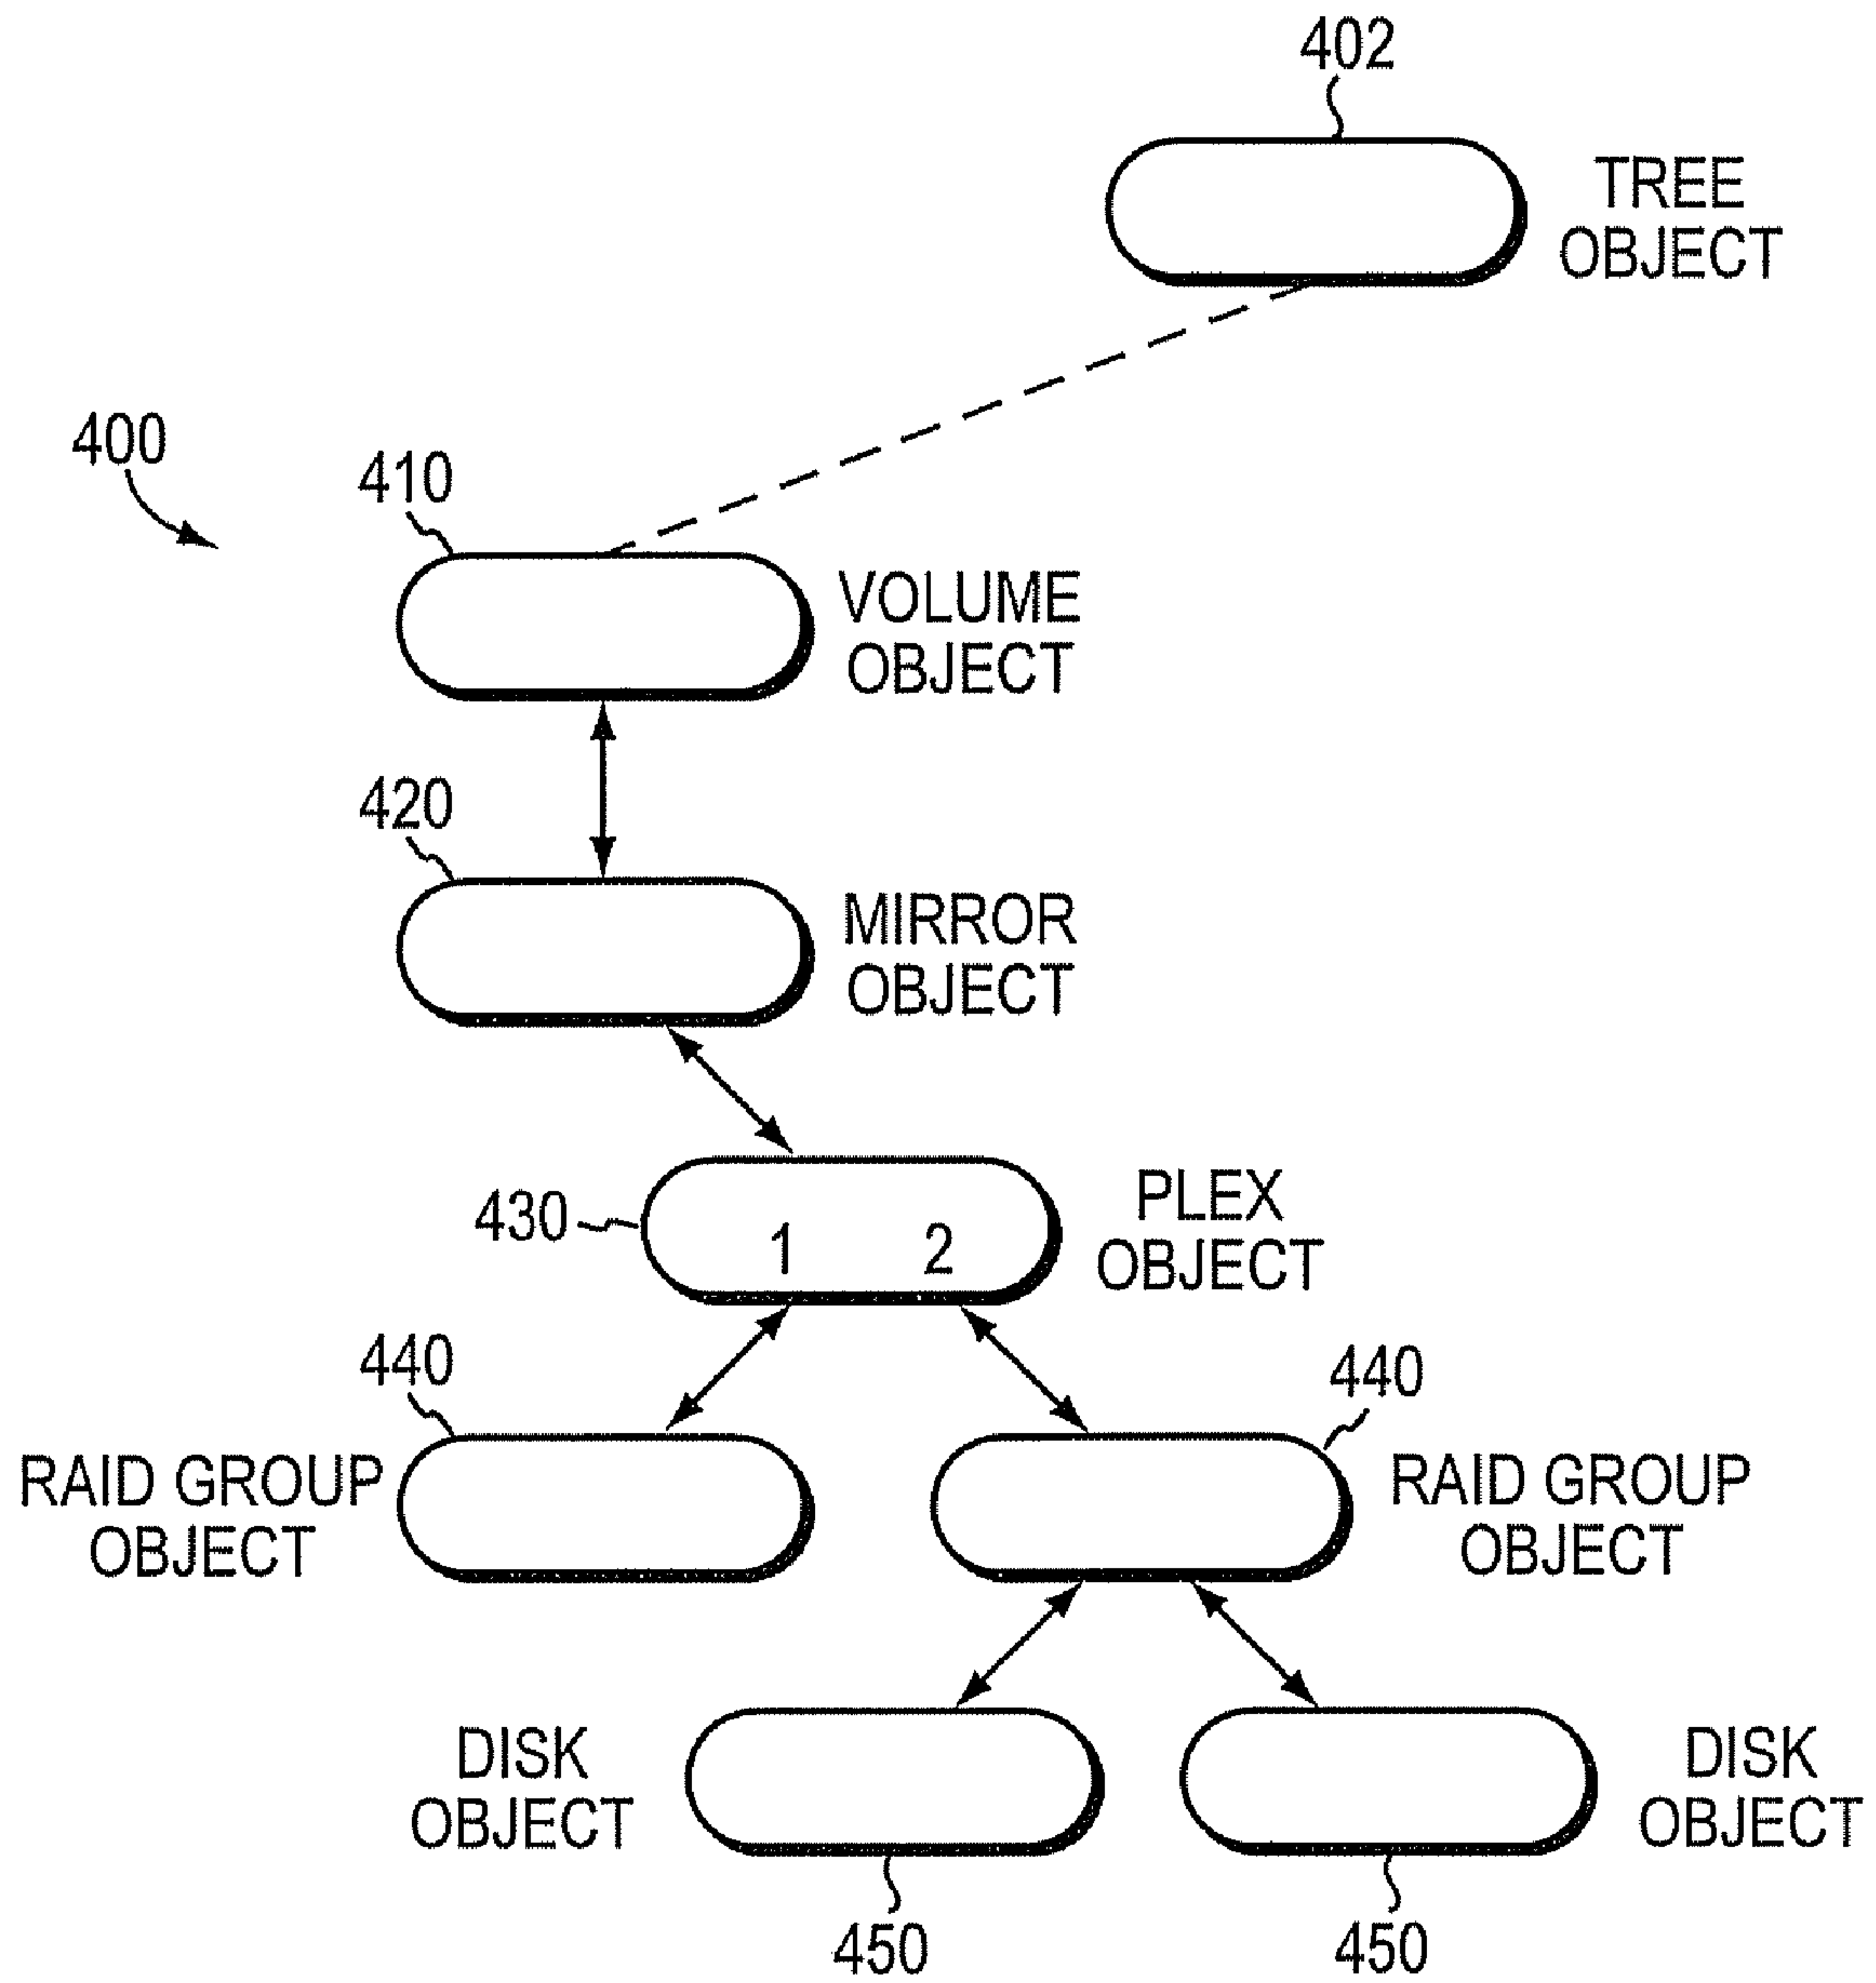 402
TREE
OBJECT
400
410
VOLUME
OBJECT
420
MIRROR
OBJECT
430
1 2
PLEX
OBJECT
440
RAID GROUP
OBJECT
440
RAID GROUP
OBJECT
DISK
OBJECT
450
DISK
OBJECT
450